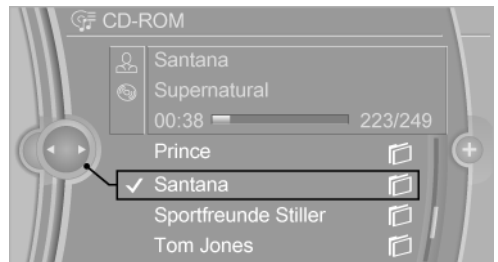 CD-ROM
Santana
Supernatural
00:38 223/249
Prince
Santana
Sportfreunde Stiller
Tom Jones